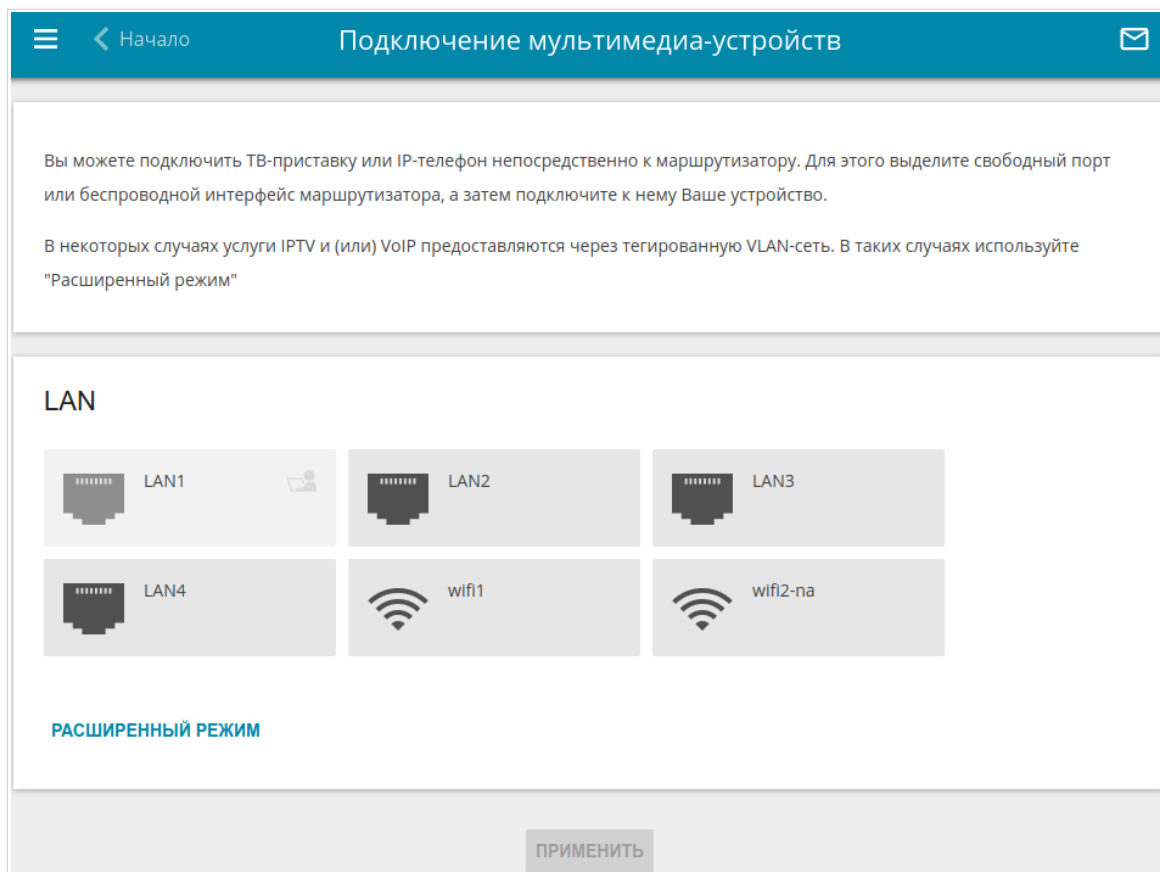 Начало
Подключение мультимедиа-устройств
Вы можете подключить ТВ-приставку или IP-телефон непосредственно к маршрутизатору. Для этого выделите свободный порт
или беспроводной интерфейс маршрутизатора, а затем подключите к нему Ваше устройство.
В некоторых случаях услуги IPTV и (или) VoIP предоставляются через тегированную VLAN-сеть. В таких случаях используйте
"Расширенный режим"
LAN
LAN1
LAN2
LAN3
LAN4
wifi1
wifi2-na
РАСШИРЕННЫЙ РЕЖИМ
ПРИМЕНИТЬ